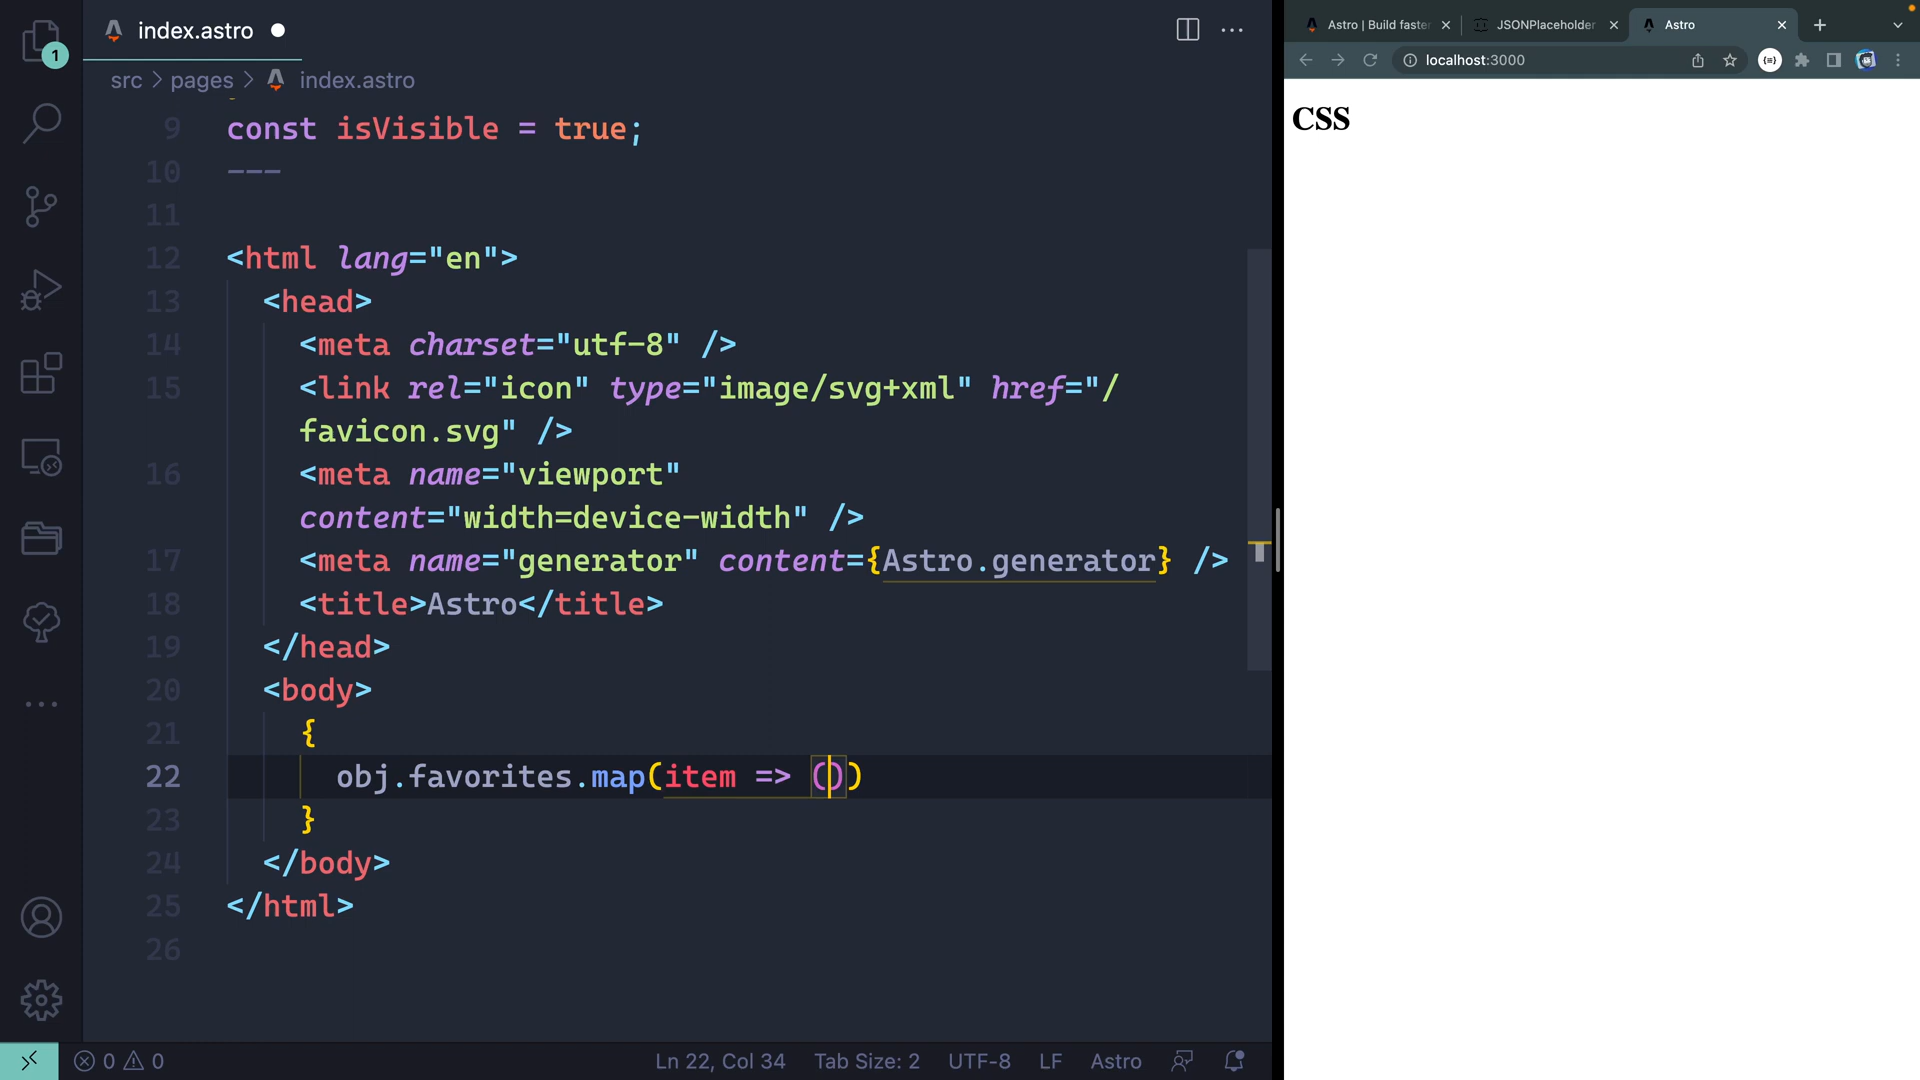 1
index.astro
src > pages > index.astro
9 const isVisible = true;
10 ---
11
12 <html lang="en">
13 <head>
14 <meta charset="utf-8" />
15 <link rel="icon" type="image/svg+xml" href="/
favicon.svg" />
16 <meta name="viewport"
content="width=device-width" />
17 <meta name="generator" content={Astro.generator} />
18 <title>Astro</title>
19 </head>
20 <body>
21 {
22 obj.favorites.map(item => ())
23 }
24 </body>
25 </html>
26
0 0 Ln 22, Col 34 Tab Size: 2 UTF-8 LF Astro
Astro | Build faster JSONPlaceholder Astro
localhost:3000
CSS